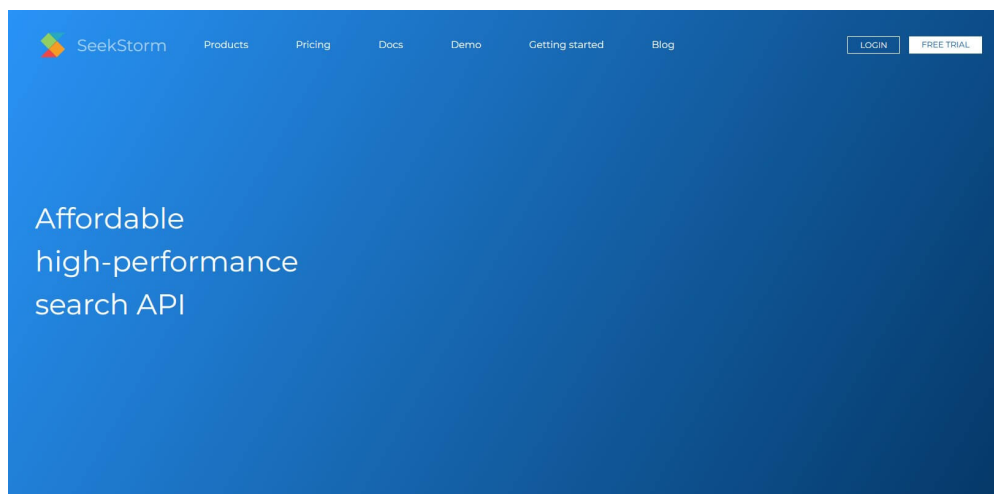 SeekStorm Products Pricing Docs Demo Getting started Blog LOGIN FREE TRIAL
Affordable
high-performance
search API